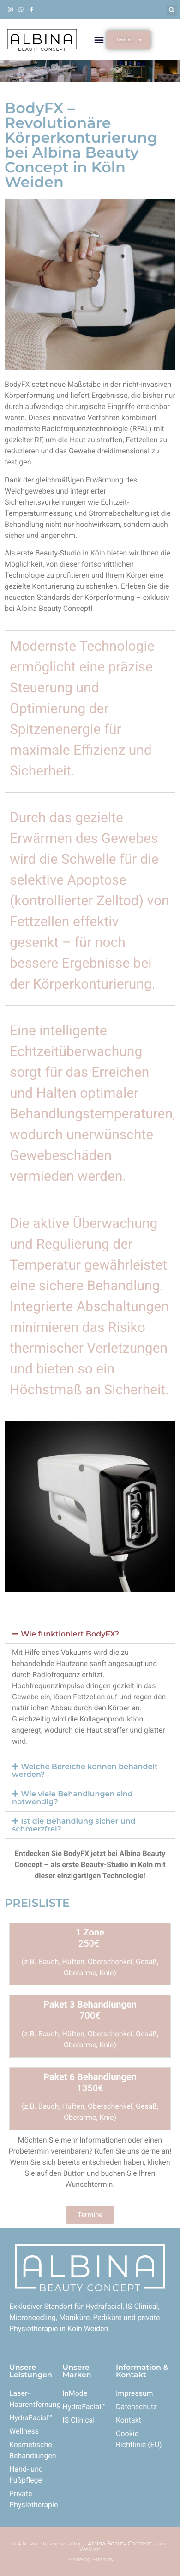 ALBINA
BEAUTY CONCEPT
Termine
BodyFX –
Revolutionäre
Körperkonturierung
bei Albina Beauty
Concept in Köln
Weiden
BodyFX setzt neue Maßstäbe in der nicht-invasiven
Körperformung und liefert Ergebnisse, die bisher nur
durch aufwendige chirurgische Eingriffe erreichbar
waren. Dieses innovative Verfahren kombiniert
modernste Radiofrequenztechnologie (RFAL) mit
gezielter RF, um die Haut zu straffen, Fettzellen zu
reduzieren und das Gewebe dreidimensional zu
festigen.
Dank der gleichmäßigen Erwärmung des
Weichgewebes und integrierter
Sicherheitsvorkehrungen wie Echtzeit-
Temperaturmessung und Stromabschaltung ist die
Behandlung nicht nur hochwirksam, sondern auch
sicher und angenehm.
Als erste Beauty-Studio in Köln bieten wir Ihnen die
Möglichkeit, von dieser fortschrittlichen
Technologie zu profitieren und Ihrem Körper eine
gezielte Konturierung zu schenken. Erleben Sie die
neuesten Standards der Körperformung – exklusiv
bei Albina Beauty Concept!
Modernste Technologie
ermöglicht eine präzise
Steuerung und
Optimierung der
Spitzenenergie für
maximale Effizienz und
Sicherheit.
Durch das gezielte
Erwärmen des Gewebes
wird die Schwelle für die
selektive Apoptose
(kontrollierter Zelltod) von
Fettzellen effektiv
gesenkt – für noch
bessere Ergebnisse bei
der Körperkonturierung.
Eine intelligente
Echtzeitüberwachung
sorgt für das Erreichen
und Halten optimaler
Behandlungstemperaturen,
wodurch unerwünschte
Gewebeschäden
vermieden werden.
Die aktive Überwachung
und Regulierung der
Temperatur gewährleistet
eine sichere Behandlung.
Integrierte Abschaltungen
minimieren das Risiko
thermischer Verletzungen
und bieten so ein
Höchstmaß an Sicherheit.
Wie funktioniert BodyFX?
Mit Hilfe eines Vakuums wird die zu
behandelnde Hautzone sanft angesaugt und
durch Radiofrequenz erhitzt.
Hochfrequenzimpulse dringen gezielt in das
Gewebe ein, lösen Fettzellen auf und regen den
natürlichen Abbau durch den Körper an.
Gleichzeitig wird die Kollagenproduktion
angeregt, wodurch die Haut straffer und glatter
wird.
Welche Bereiche können behandelt
werden?
Wie viele Behandlungen sind
notwendig?
Ist die Behandlung sicher und
schmerzfrei?
Entdecken Sie BodyFX jetzt bei Albina Beauty
Concept – als erste Beauty-Studio in Köln mit
dieser einzigartigen Technologie!
PREISLISTE
1 Zone
250€
(z.B. Bauch, Hüften, Oberschenkel, Gesäß,
Oberarme, Knie)
Paket 3 Behandlungen
700€
(z.B. Bauch, Hüften, Oberschenkel, Gesäß,
Oberarme, Knie)
Paket 6 Behandlungen
1350€
(z.B. Bauch, Hüften, Oberschenkel, Gesäß,
Oberarme, Knie)
Möchten Sie mehr Informationen oder einen
Probetermin vereinbaren? Rufen Sie uns gerne an!
Wenn Sie sich bereits entschieden haben, klicken
Sie auf den Button und buchen Sie Ihren
Wunschtermin.
Termine
ALBINA
BEAUTY CONCEPT
Exklusiver Standort für Hydrafacial, IS Clinical,
Microneedling, Maniküre, Pediküre und private
Physiotherapie in Köln Weiden.
Unsere
Leistungen
Laser-
Haarentfernung
HydraFacial™
Wellness
Kosmetische
Behandlungen
Hand- und
Fußpflege
Private
Physiotherapie
Unsere
Marken
InMode
HydraFacial™
IS Clinical
Information &
Kontakt
Impressum
Datenschutz
Kontakt
Cookie
Richtlinie (EU)
Albina Beauty Concept